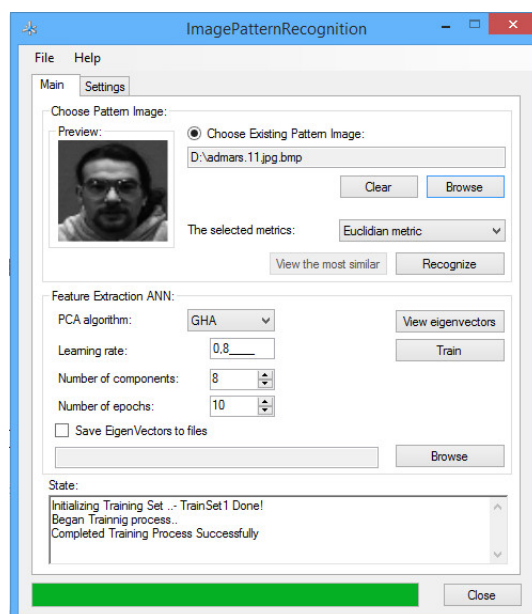 ImagePatternRecognition
File Help
Main Settings
Choose Pattern Image:
Preview:
Choose Existing Pattern Image:
D:\admars.11.jpg.bmp
Clear Browse
The selected metrics: Euclidian metric
View the most similar Recognize
Feature Extraction ANN:
PCA algorithm: GHA View eigenvectors
Learning rate: 0,8____ Train
Number of components: 8
Number of epochs: 10
Save EigenVectors to files
Browse
State:
Initializing Training Set ..- TrainSet1 Done!
Began Trainnig process..
Completed Training Process Successfully
Close